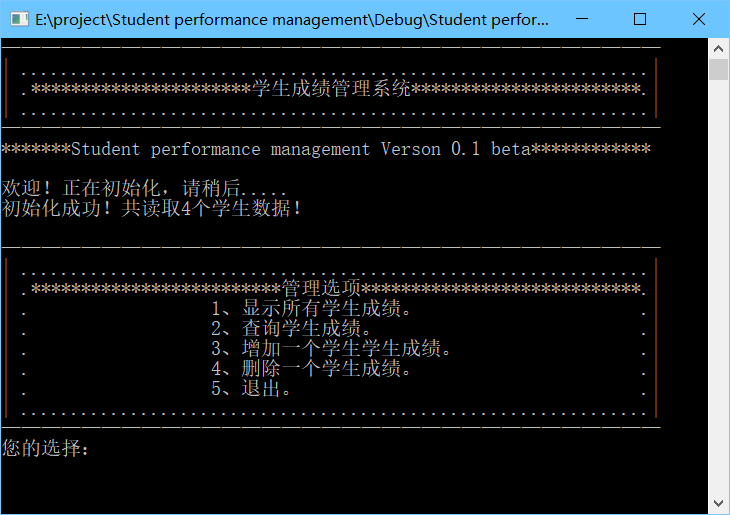 E:\project\Student performance management\Debug\Student perfor...
.***********************学生成绩管理系统***********************.
*******Student performance management Verson 0.1 beta************
欢迎！正在初始化，请稍后.....
初始化成功！共读取4个学生数据！
.*************************管理选项****************************.
1、显示所有学生成绩。
2、查询学生成绩。
3、增加一个学生学生成绩。
4、删除一个学生成绩。
5、退出。
您的选择：